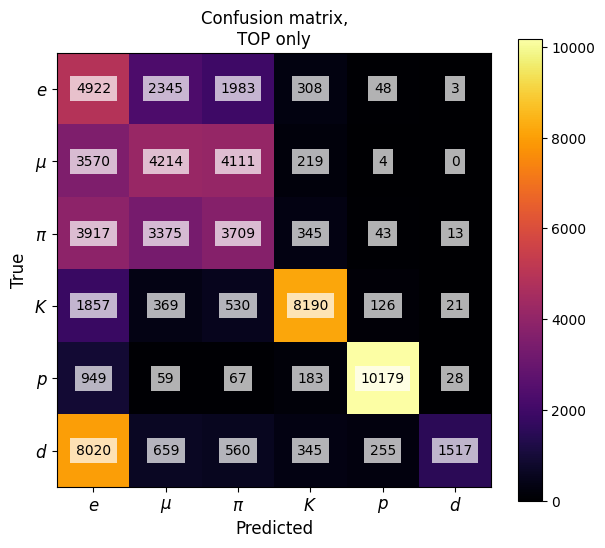 Confusion matrix,
TOP only
True
e 4922 2345 1983 308 48 3
μ 3570 4214 4111 219 4 0
π 3917 3375 3709 345 43 13
K 1857 369 530 8190 126 21
p 949 59 67 183 10179 28
d 8020 659 560 345 255 1517
e μ π K p d
Predicted
10000
8000
6000
4000
2000
0